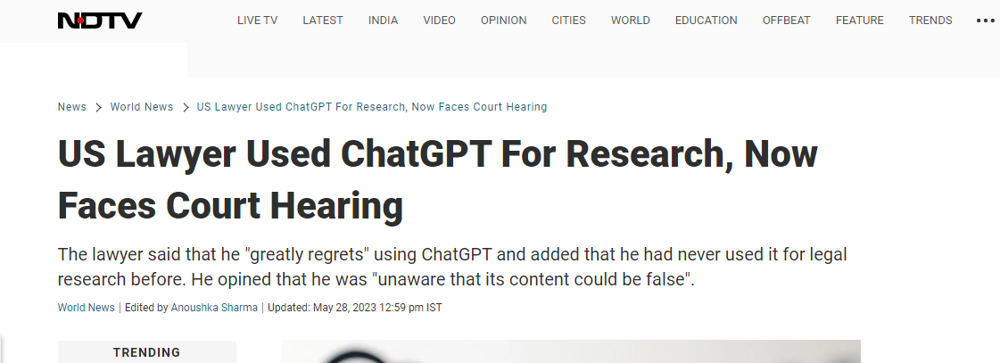 NDTV LIVE TV LATEST INDIA VIDEO OPINION CITIES WORLD EDUCATION OFFBEAT FEATURE TRENDS
News > World News > US Lawyer Used ChatGPT For Research, Now Faces Court Hearing
US Lawyer Used ChatGPT For Research, Now
Faces Court Hearing
The lawyer said that he "greatly regrets" using ChatGPT and added that he had never used it for legal
research before. He opined that he was "unaware that its content could be false".
World News | Edited by Anoushka Sharma | Updated: May 28, 2023 12:59 pm IST
TRENDING